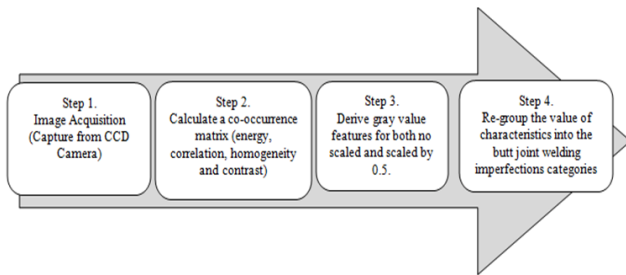 Step 1.
Image Acquisition
(Capture from CCD
Camera)
Step 2.
Calculate a co-occurrence
matrix (energy,
correlation, homogeneity
and contrast)
Step 3.
Derive gray value
features for both no
scaled and scaled by
0.5.
Step 4.
Re-group the value of
characteristics into the
butt joint welding
imperfections categories